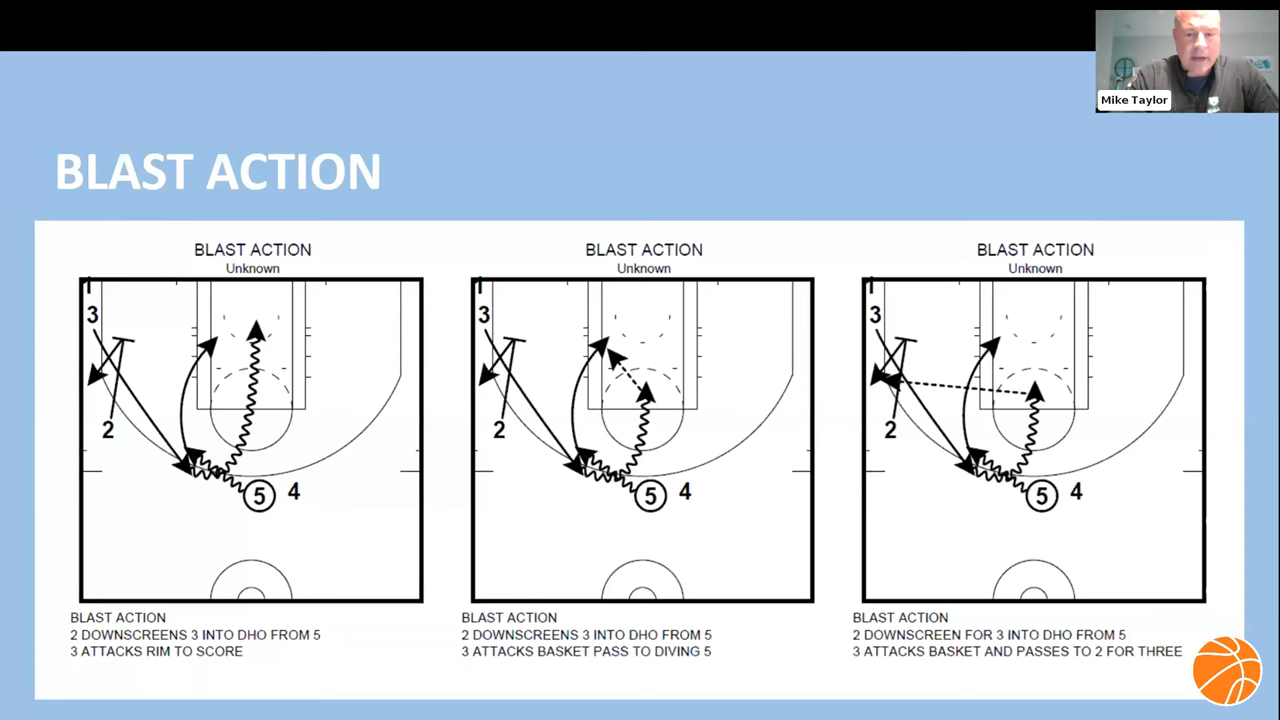 Mike Taylor
BLAST ACTION
BLAST ACTION
Unknown
1
3
2
5
4
BLAST ACTION
2 DOWNSCREENS 3 INTO DHO FROM 5
3 ATTACKS RIM TO SCORE
BLAST ACTION
Unknown
1
3
2
5
4
BLAST ACTION
2 DOWNSCREENS 3 INTO DHO FROM 5
3 ATTACKS BASKET PASS TO DIVING 5
BLAST ACTION
Unknown
1
3
2
5
4
BLAST ACTION
2 DOWNSCREEN FOR 3 INTO DHO FROM 5
3 ATTACKS BASKET AND PASSES TO 2 FOR THREE